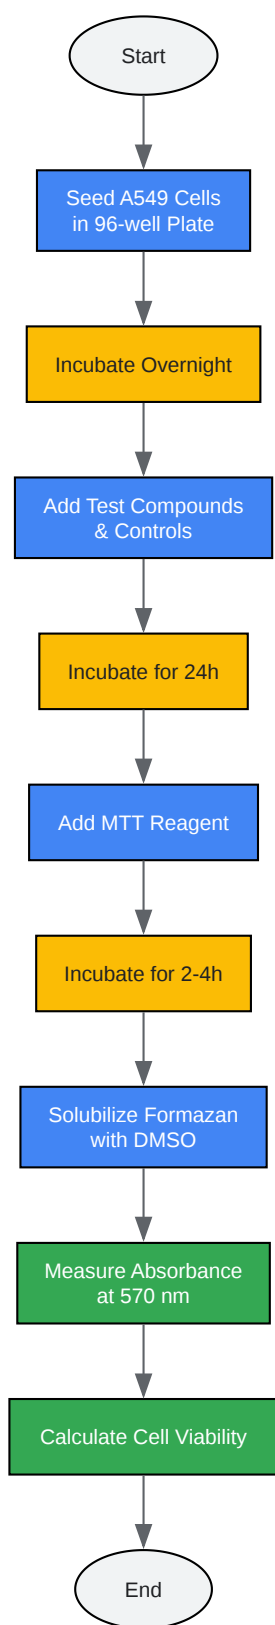 Start
Seed A549 Cells
in 96-well Plate
Incubate Overnight
Add Test Compounds
& Controls
Incubate for 24h
Add MTT Reagent
Incubate for 2-4h
Solubilize Formazan
with DMSO
Measure Absorbance
at 570 nm
Calculate Cell Viability
End